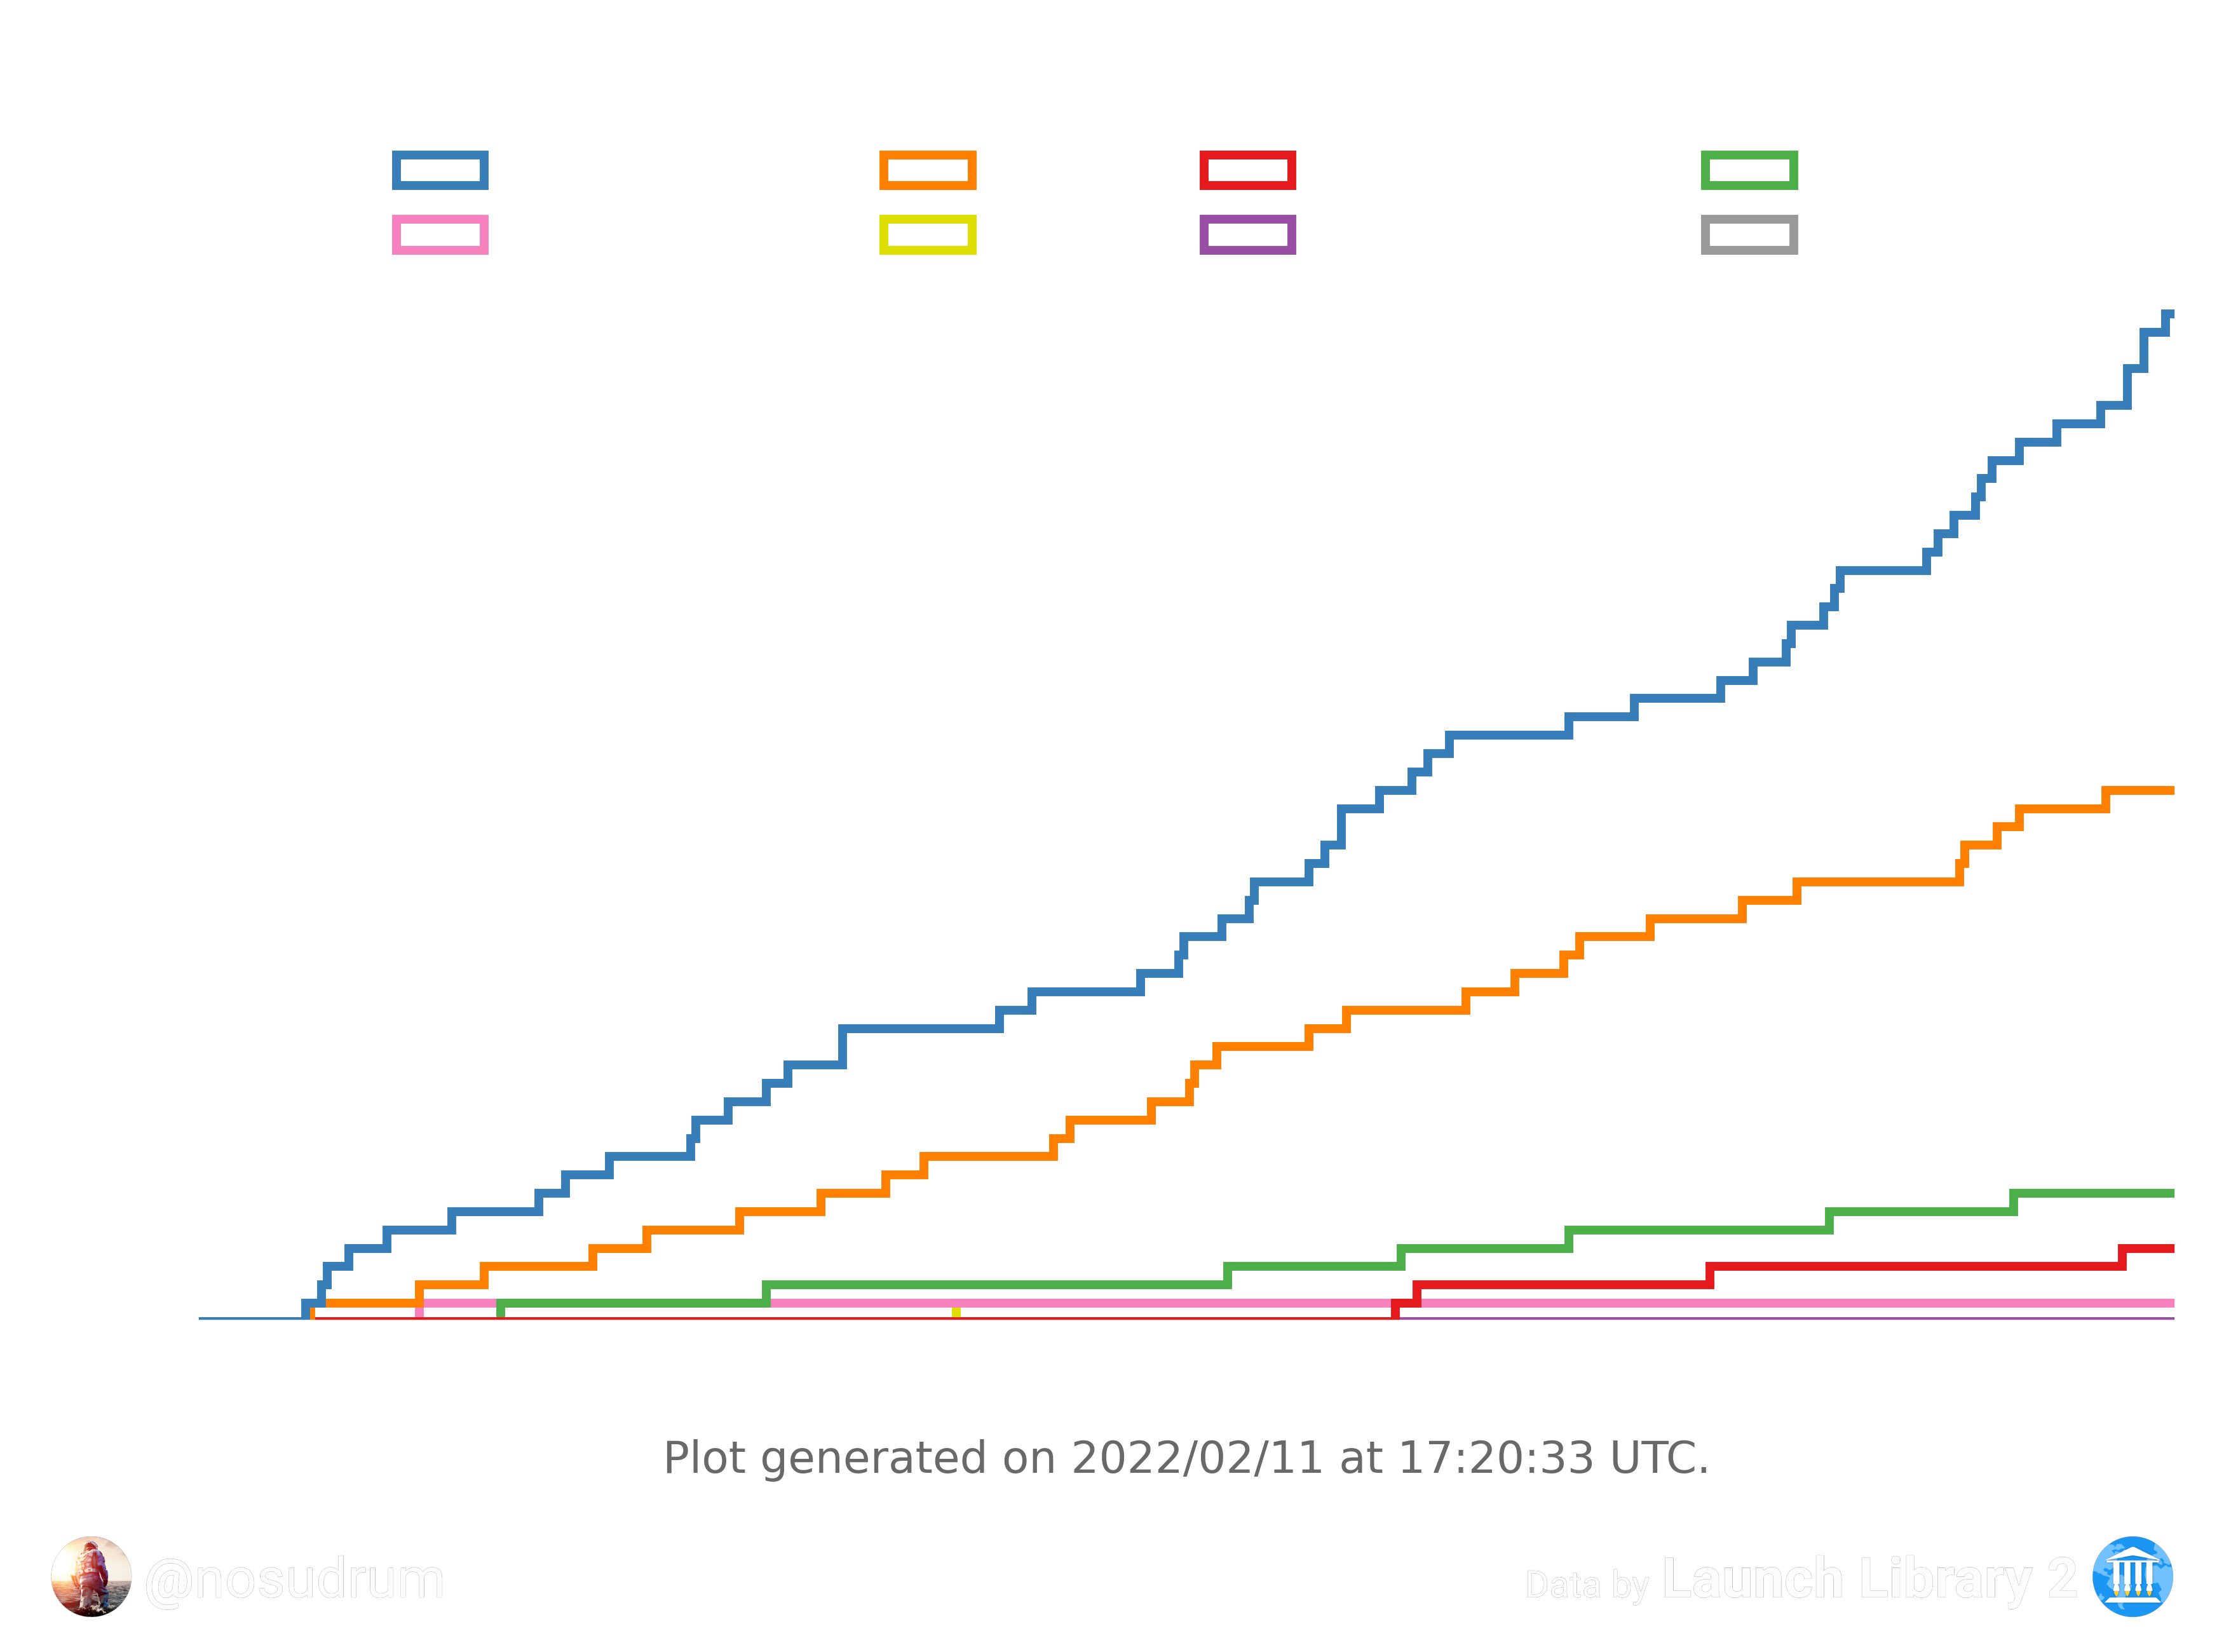 Plot generated on 2022/02/11 at 17:20:33 UTC.
@nosudrum
Data by Launch Library 2